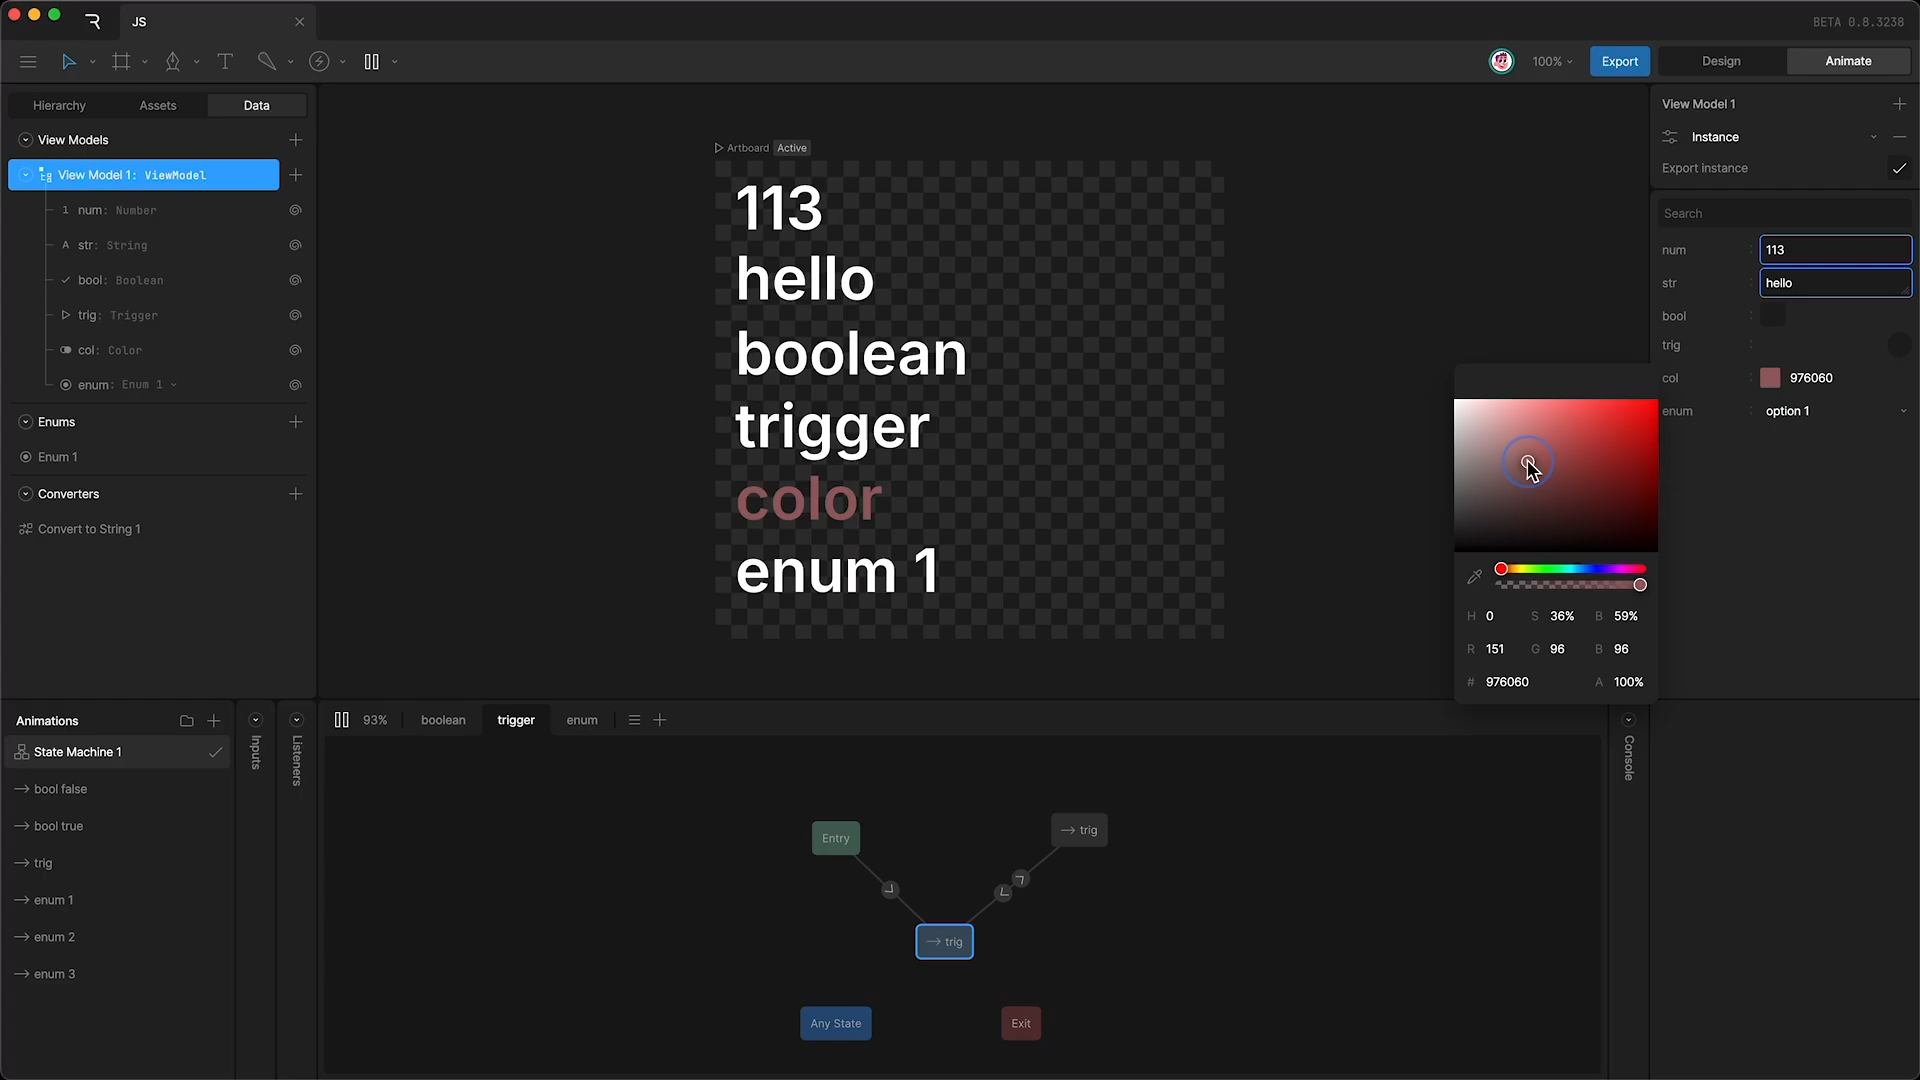 JS
BETA 0.8.3238
100%
Export
Design
Animate
Hierarchy
Assets
Data
View Models
View Model 1: ViewModel
1 num: Number
A str: String
bool: Boolean
trig: Trigger
col: Color
enum: Enum 1
Enums
Enum 1
Converters
Convert to String 1
Artboard Active
113
hello
boolean
trigger
color
enum 1
View Model 1
Instance
Export instance
Search
num : 113
str : hello
bool :
trig :
col : 976060
enum : option 1
H 0 S 36% B 59%
R 151 G 96 B 96
# 976060 A 100%
Animations
State Machine 1
bool false
bool true
trig
enum 1
enum 2
enum 3
Inputs
Listeners
93%
boolean
trigger
enum
Entry
trig
trig
Any State
Exit
Console